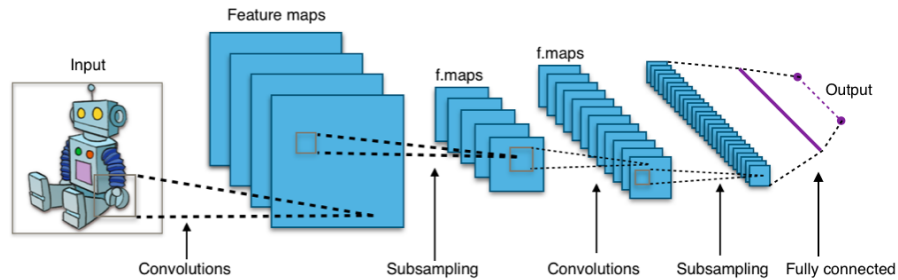 Feature maps
Input
f.maps
f.maps
Output
Convolutions
Subsampling
Convolutions
Subsampling
Fully connected